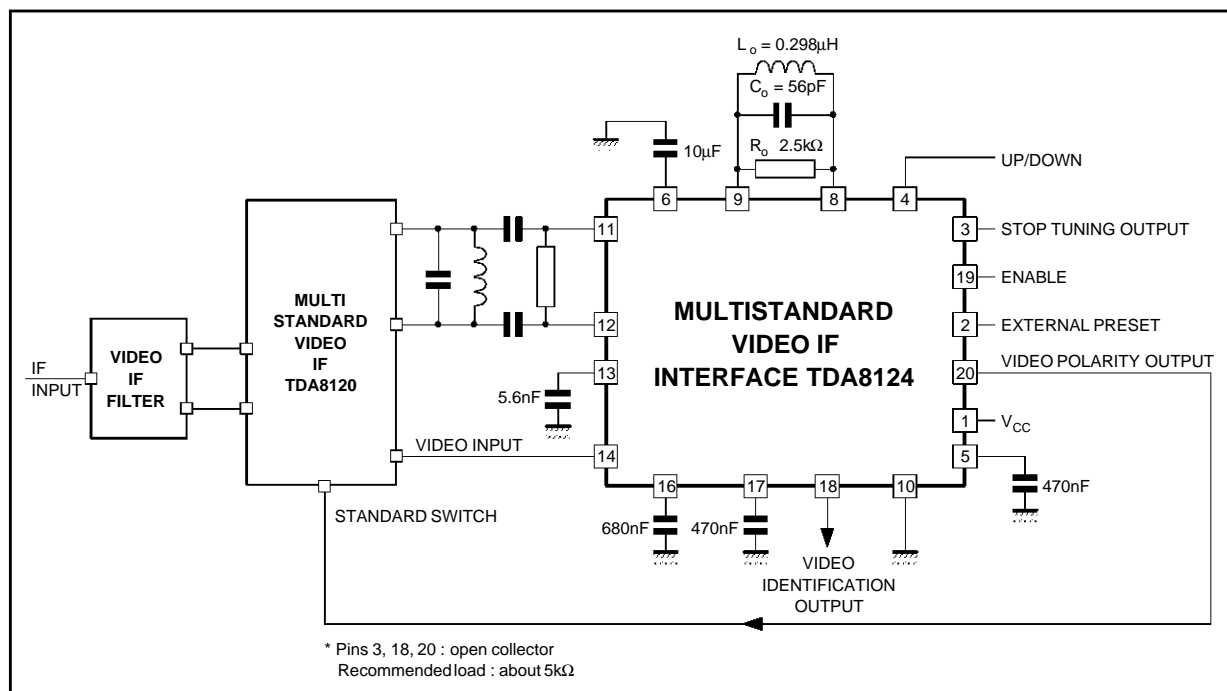 L o = 0.298μH
C o = 56pF
R o 2.5kΩ
10μF
UP/DOWN
6
9
8
4
3
STOP TUNING OUTPUT
19
ENABLE
2
EXTERNAL PRESET
20
VIDEO POLARITY OUTPUT
1
VCC
5
470nF
11
12
13
5.6nF
14
MULTISTANDARD
VIDEO IF
INTERFACE TDA8124
MULTI
STANDARD
VIDEO
IF
TDA8120
VIDEO
IF
FILTER
IF
INPUT
VIDEO INPUT
STANDARD SWITCH
16
17
18
10
680nF
470nF
VIDEO
IDENTIFICATION
OUTPUT
* Pins 3, 18, 20 : open collector
Recommended load : about 5kΩ